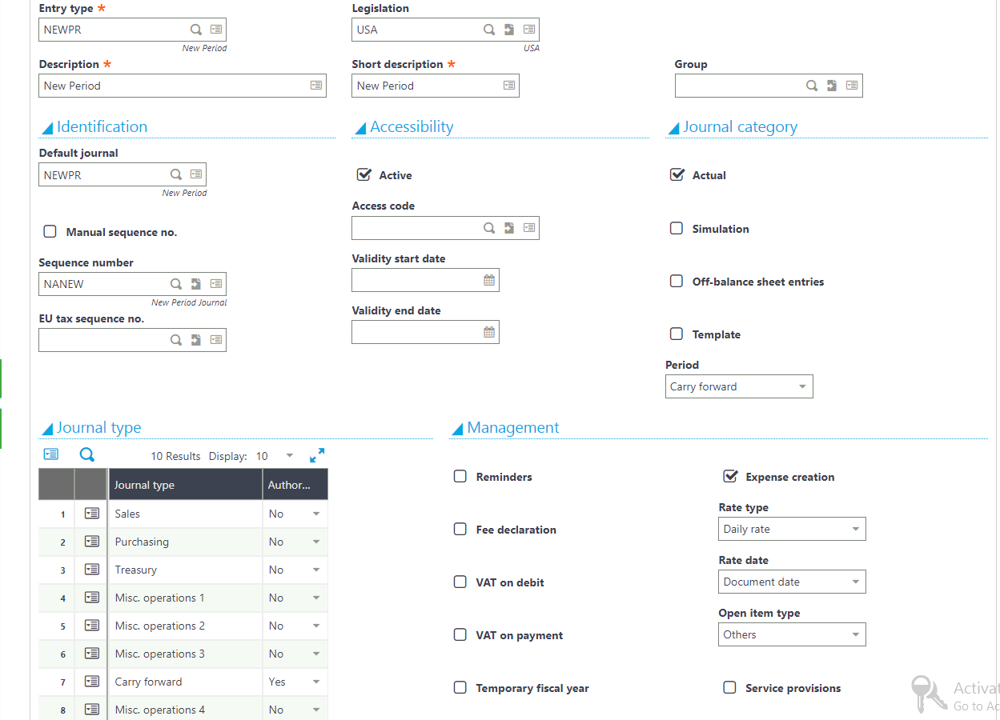 Entry type *
Legislation
NEWPR
USA
New Period
USA
Description *
Short description *
Group
New Period
New Period
Identification
Accessibility
Journal category
Default journal
NEWPR
Active
Actual
New Period
Access code
Manual sequence no.
Simulation
Sequence number
Validity start date
NANEW
Off-balance sheet entries
New Period Journal
EU tax sequence no.
Validity end date
Template
Period
Carry forward
Journal type
Management
10 Results Display: 10
Journal type Author...
1 Sales No
2 Purchasing No
3 Treasury No
4 Misc. operations 1 No
5 Misc. operations 2 No
6 Misc. operations 3 No
7 Carry forward Yes
8 Misc. operations 4 No
Reminders
Expense creation
Rate type
Fee declaration
Daily rate
Rate date
VAT on debit
Document date
Open item type
VAT on payment
Others
Temporary fiscal year
Service provisions
Activat
Go to Ac